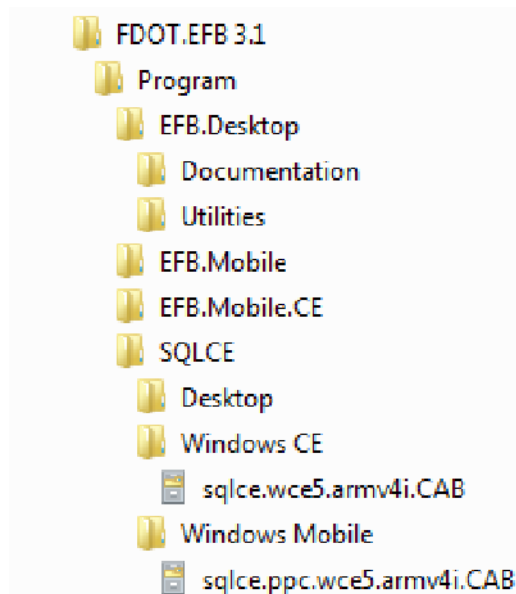 FDOT.EFB 3.1
Program
EFB.Desktop
Documentation
Utilities
EFB.Mobile
EFB.Mobile.CE
SQLCE
Desktop
Windows CE
sqlce.wce5.armv4i.CAB
Windows Mobile
sqlce.ppc.wce5.armv4i.CAB